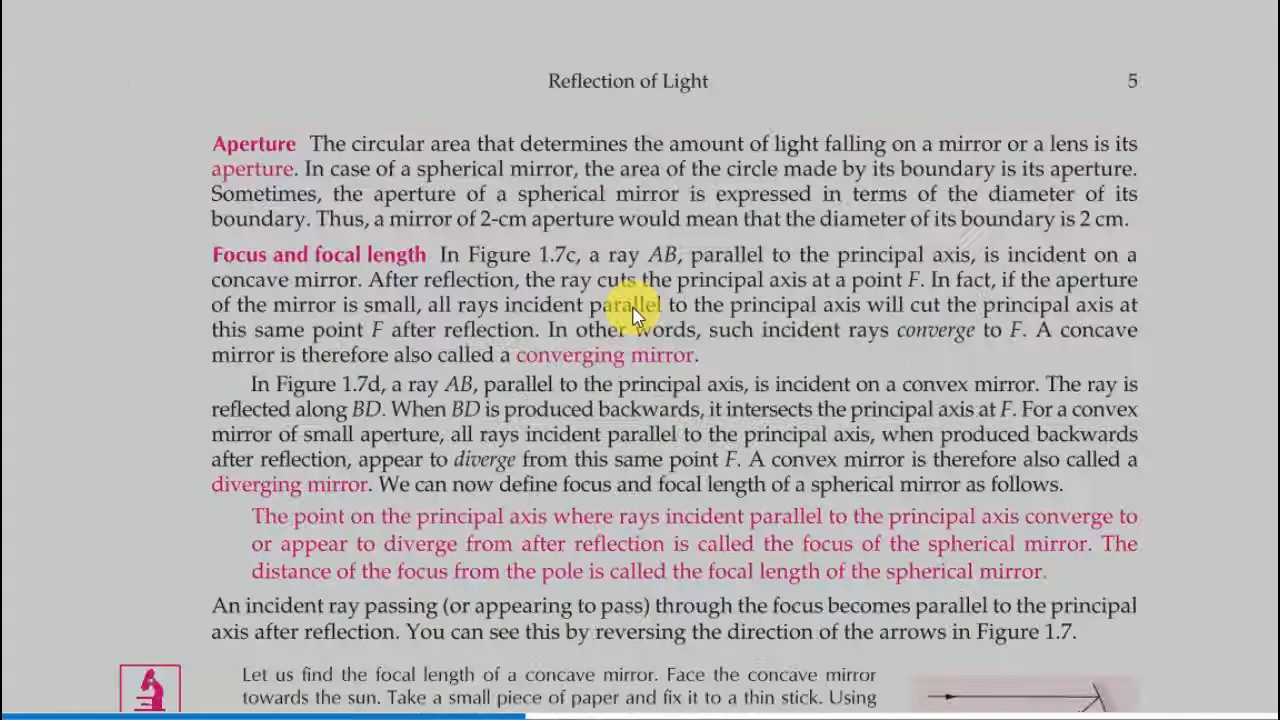 Reflection of Light 5
Aperture The circular area that determines the amount of light falling on a mirror or a lens is its
aperture. In case of a spherical mirror, the area of the circle made by its boundary is its aperture.
Sometimes, the aperture of a spherical mirror is expressed in terms of the diameter of its
boundary. Thus, a mirror of 2-cm aperture would mean that the diameter of its boundary is 2 cm.
Focus and focal length In Figure 1.7c, a ray AB, parallel to the principal axis, is incident on a
concave mirror. After reflection, the ray cuts the principal axis at a point F. In fact, if the aperture
of the mirror is small, all rays incident parallel to the principal axis will cut the principal axis at
this same point F after reflection. In other words, such incident rays converge to F. A concave
mirror is therefore also called a converging mirror.
In Figure 1.7d, a ray AB, parallel to the principal axis, is incident on a convex mirror. The ray is
reflected along BD. When BD is produced backwards, it intersects the principal axis at F. For a convex
mirror of small aperture, all rays incident parallel to the principal axis, when produced backwards
after reflection, appear to diverge from this same point F. A convex mirror is therefore also called a
diverging mirror. We can now define focus and focal length of a spherical mirror as follows.
The point on the principal axis where rays incident parallel to the principal axis converge to
or appear to diverge from after reflection is called the focus of the spherical mirror. The
distance of the focus from the pole is called the focal length of the spherical mirror.
An incident ray passing (or appearing to pass) through the focus becomes parallel to the principal
axis after reflection. You can see this by reversing the direction of the arrows in Figure 1.7.
Let us find the focal length of a concave mirror. Face the concave mirror
towards the sun. Take a small piece of paper and fix it to a thin stick. Using